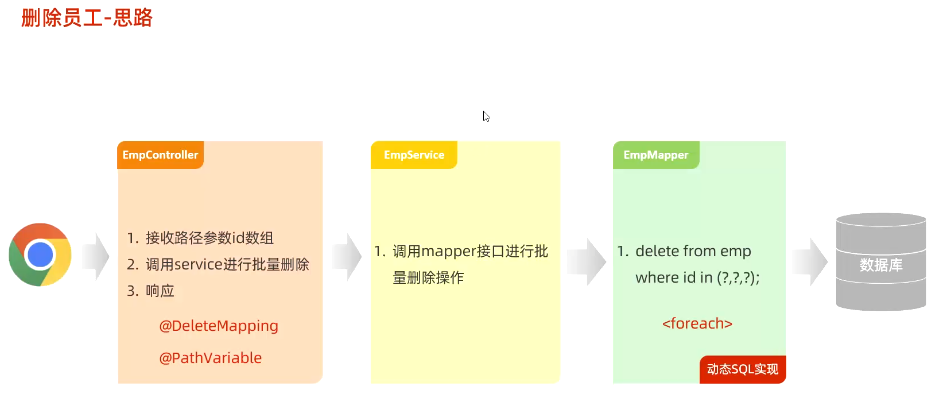 删除员工-思路
EmpController
1. 接收路径参数id数组
2. 调用service进行批量删除
3. 响应
@DeleteMapping
@PathVariable
EmpService
1. 调用mapper接口进行批
量删除操作
EmpMapper
1. delete from emp
where id in (?,?,?);
<foreach>
动态SQL实现
数据库